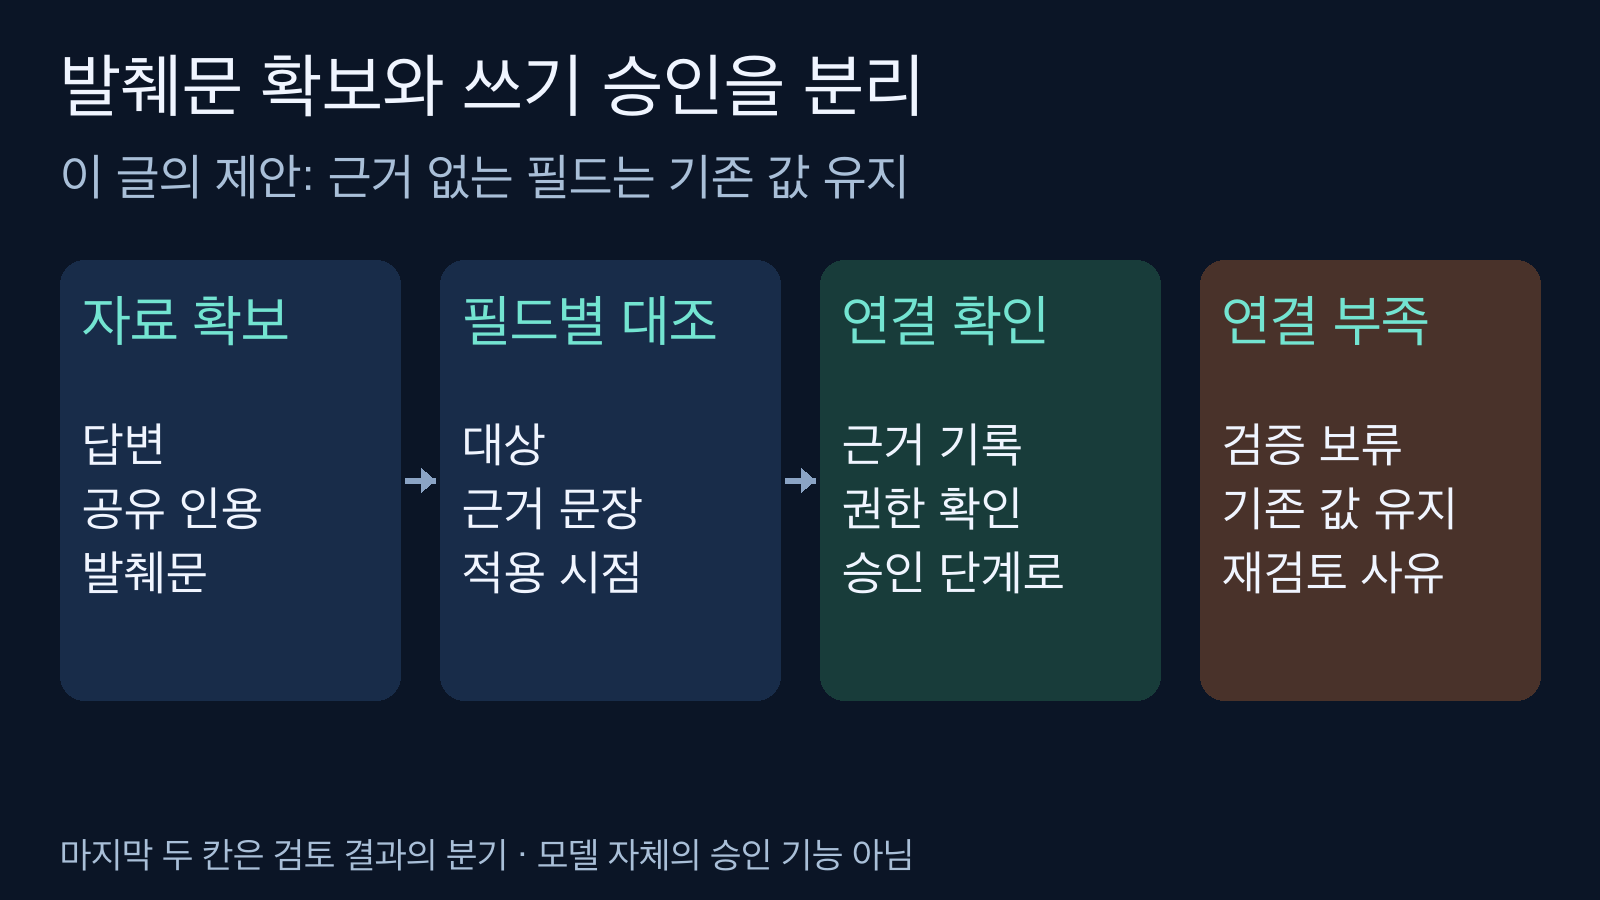 발췌문 확보와 쓰기 승인을 분리
이 글의 제안: 근거 없는 필드는 기존 값 유지
자료 확보
답변
공유 인용
발췌문
필드별 대조
대상
근거 문장
적용 시점
연결 확인
근거 기록
권한 확인
승인 단계로
연결 부족
검증 보류
기존 값 유지
재검토 사유
마지막 두 칸은 검토 결과의 분기 · 모델 자체의 승인 기능 아님